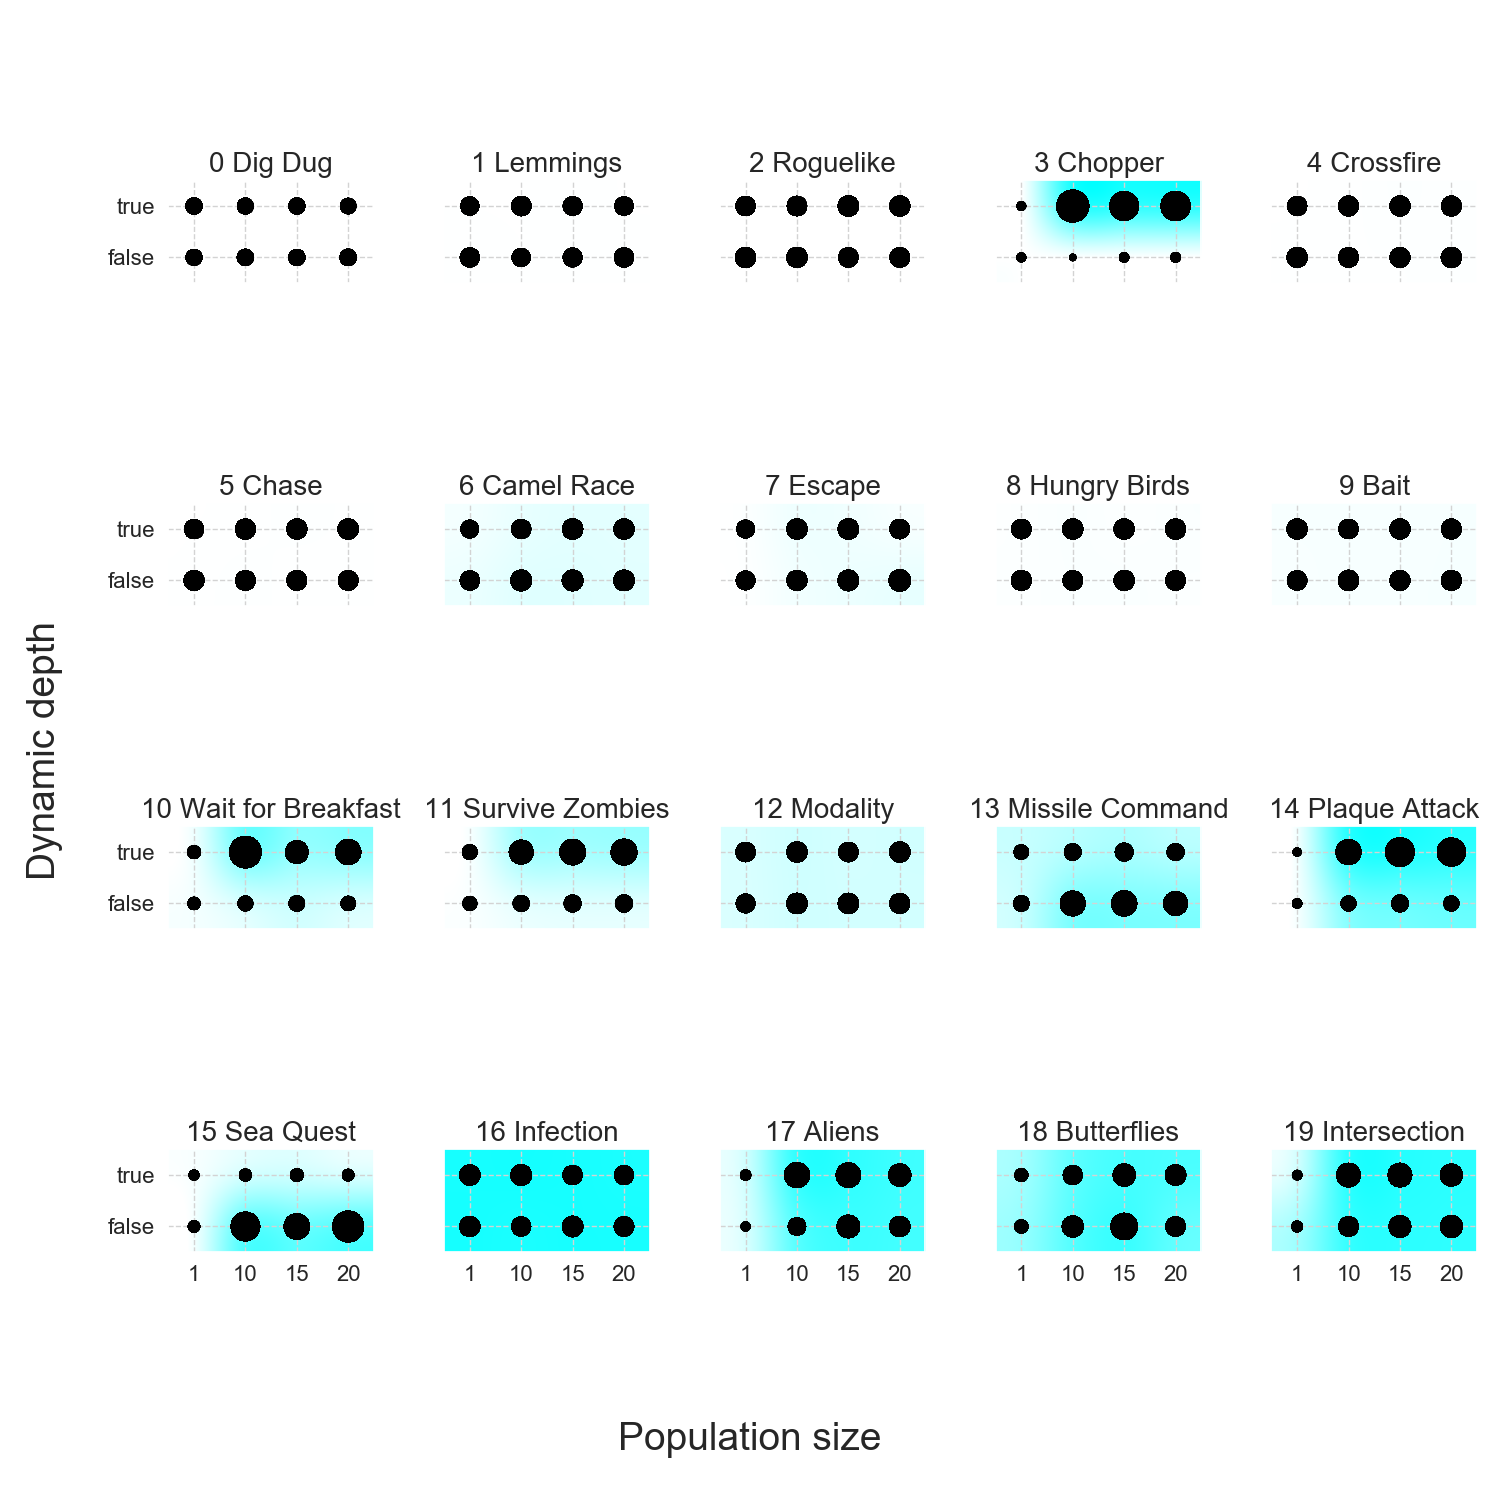 0 Dig Dug
1 Lemmings
2 Roguelike
3 Chopper
4 Crossfire
true
false
5 Chase
6 Camel Race
7 Escape
8 Hungry Birds
9 Bait
true
false
Dynamic depth
10 Wait for Breakfast
11 Survive Zombies
12 Modality
13 Missile Command
14 Plaque Attack
true
false
15 Sea Quest
16 Infection
17 Aliens
18 Butterflies
19 Intersection
true
false
1 10 15 20
1 10 15 20
1 10 15 20
1 10 15 20
1 10 15 20
Population size